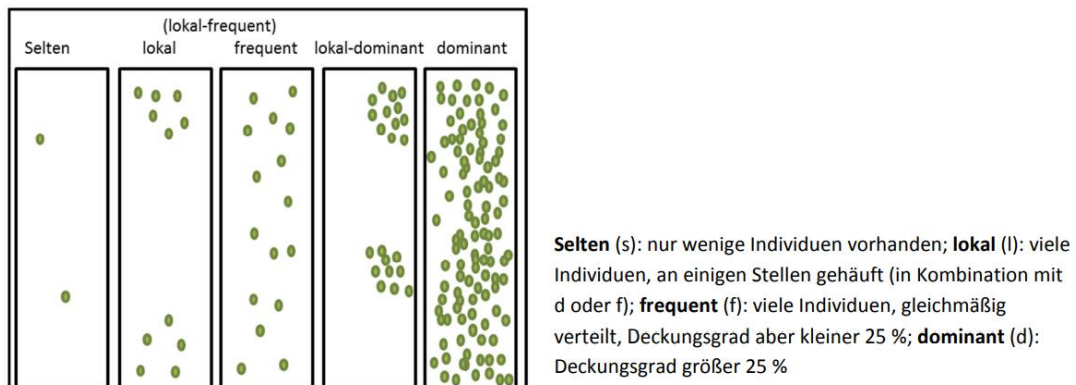 (lokal-frequent)
Selten lokal frequent lokal-dominant dominant
Selten (s): nur wenige Individuen vorhanden; lokal (l): viele
Individuen, an einigen Stellen gehäuft (in Kombination mit
d oder f); frequent (f): viele Individuen, gleichmäßig
verteilt, Deckungsgrad aber kleiner 25 %; dominant (d):
Deckungsgrad größer 25 %